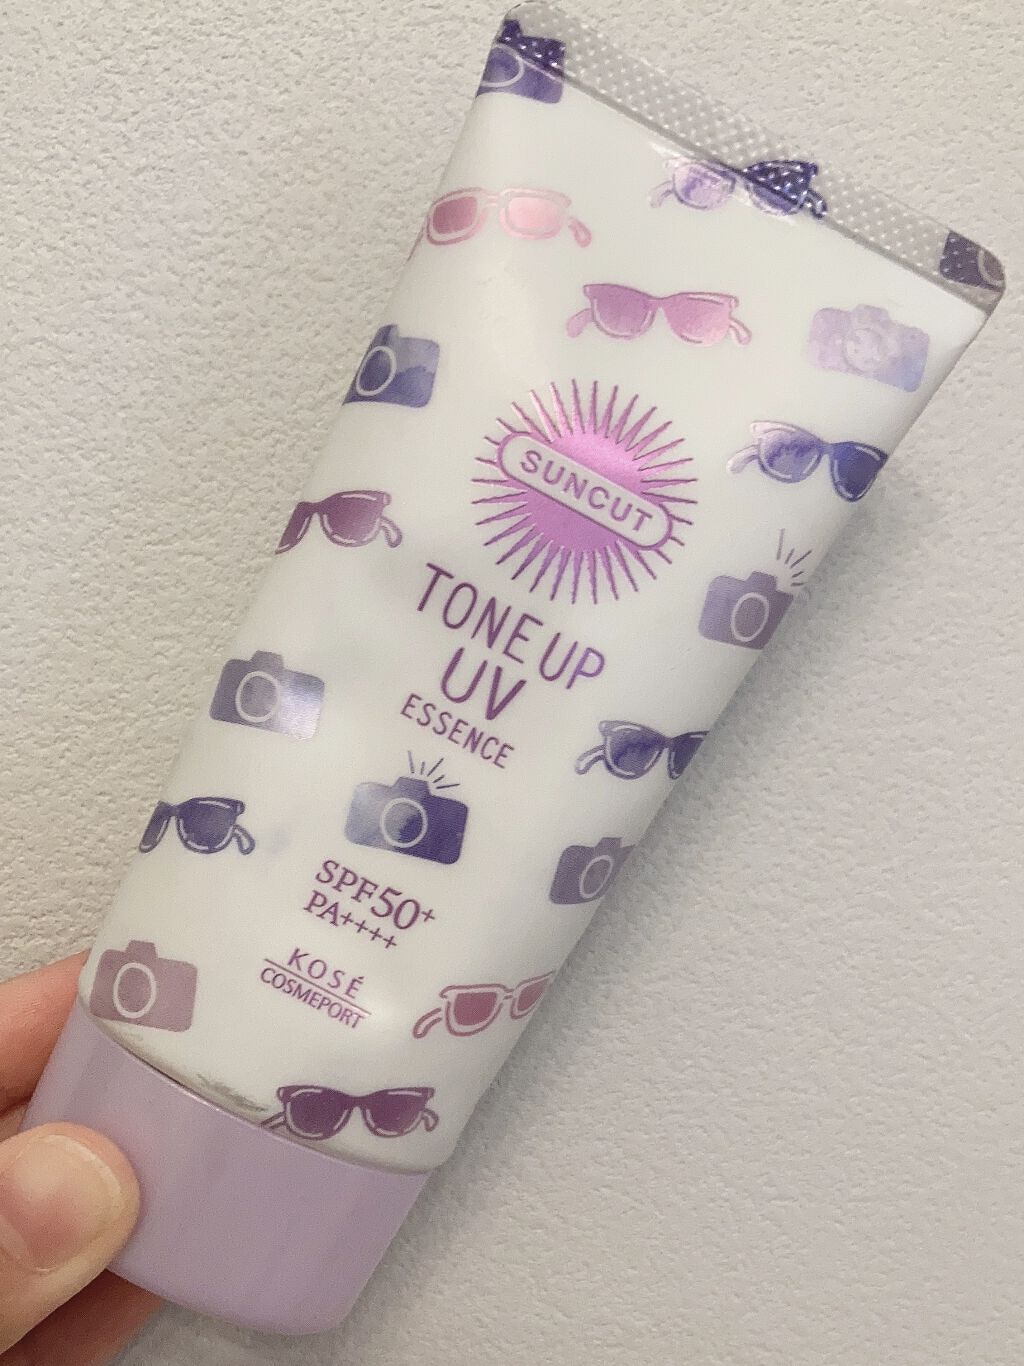 SUNCUT
TONE UP
UV
ESSENCE
SPF50+
PA++++
KOSÉ
COSMEPORT